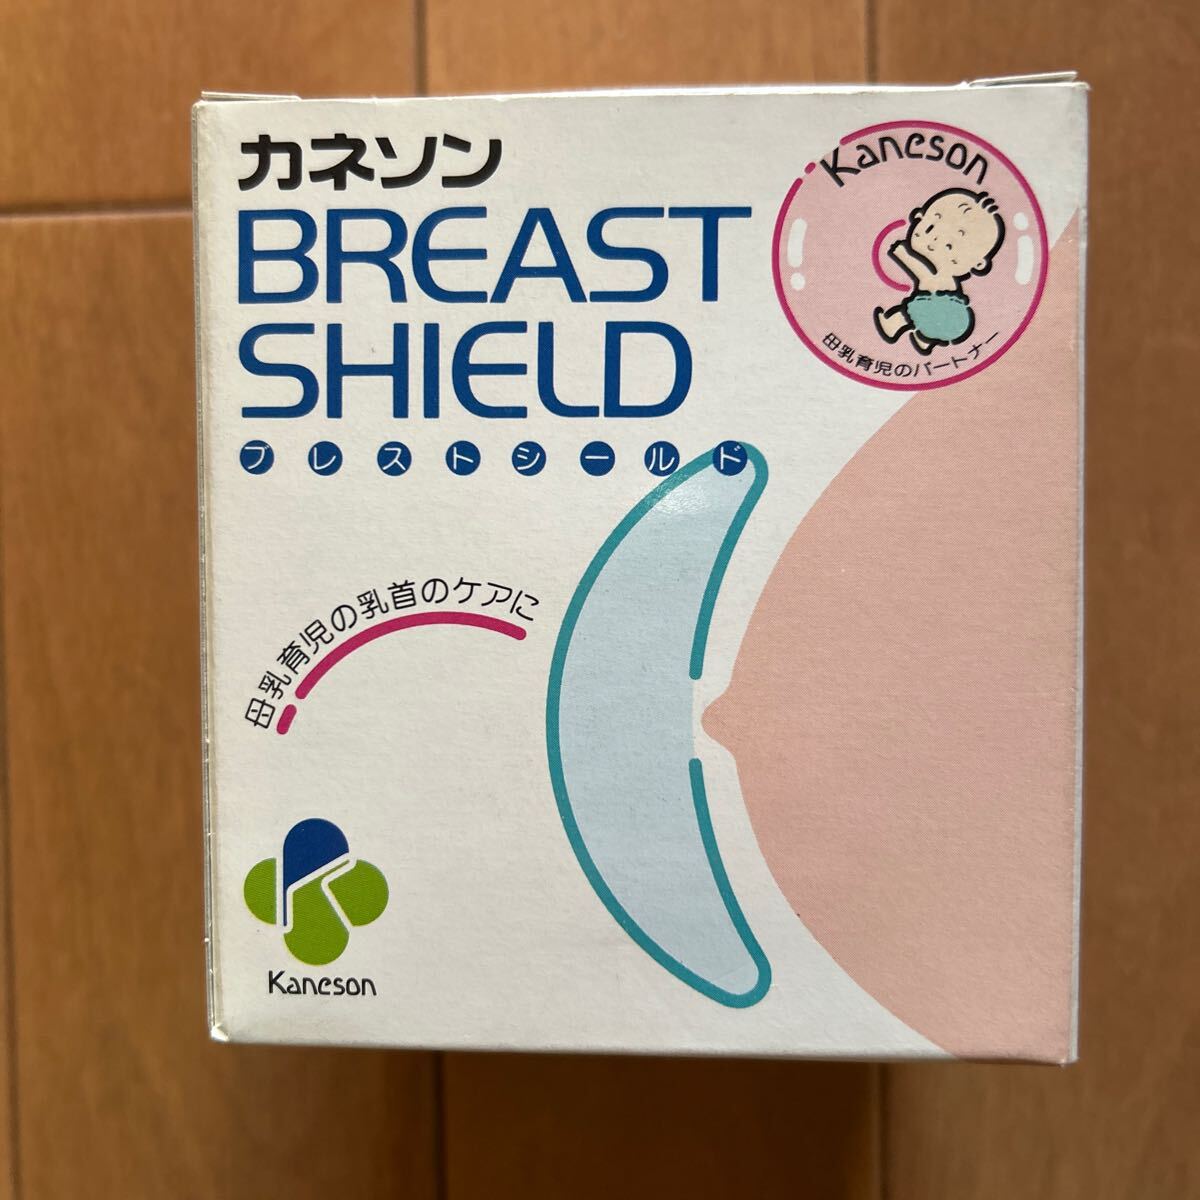 カネソン
BREAST
SHIELD
ブレストシールド
Kaneson
母乳育児のパートナー
母乳育児の乳首のケアに
Kaneson